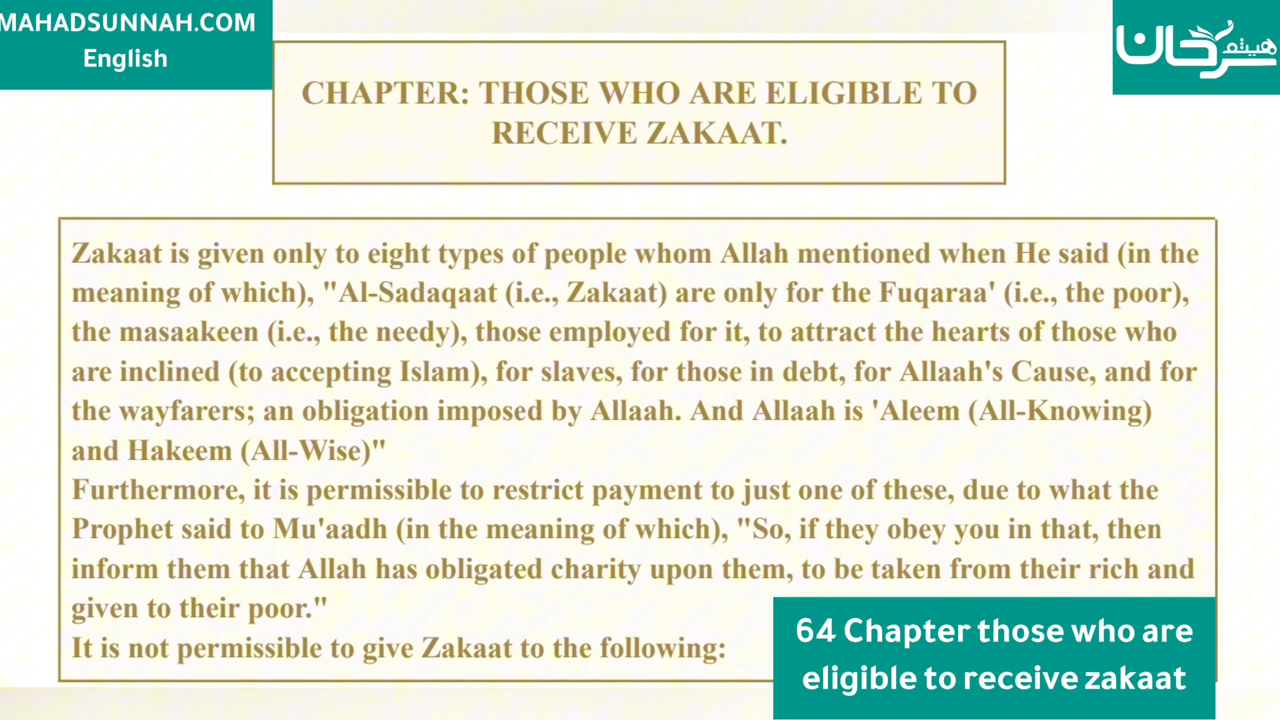 MAHADSUNNAH.COM
English
هيثم سرحان
CHAPTER: THOSE WHO ARE ELIGIBLE TO
RECEIVE ZAKAAT.
Zakaat is given only to eight types of people whom Allah mentioned when He said (in the
meaning of which), "Al-Sadaqaat (i.e., Zakaat) are only for the Fuqaraa' (i.e., the poor),
the masaakeen (i.e., the needy), those employed for it, to attract the hearts of those who
are inclined (to accepting Islam), for slaves, for those in debt, for Allaah's Cause, and for
the wayfarers; an obligation imposed by Allaah. And Allaah is 'Aleem (All-Knowing)
and Hakeem (All-Wise)"
Furthermore, it is permissible to restrict payment to just one of these, due to what the
Prophet said to Mu'aadh (in the meaning of which), "So, if they obey you in that, then
inform them that Allah has obligated charity upon them, to be taken from their rich and
given to their poor."
It is not permissible to give Zakaat to the following:
64 Chapter those who are
eligible to receive zakaat